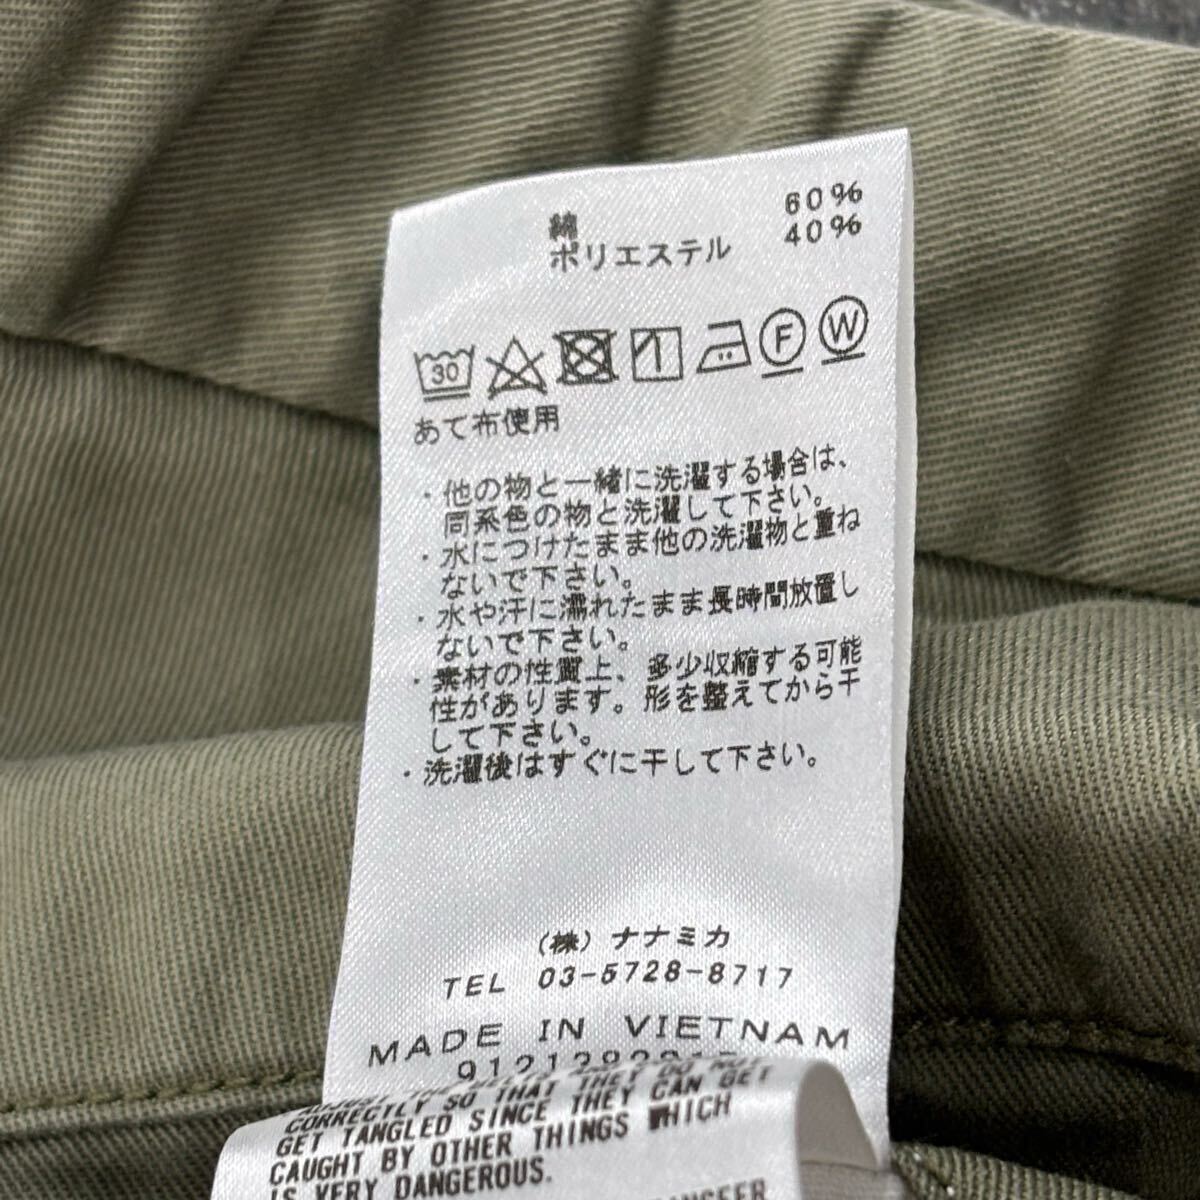 綿 60%
ポリエステル 40%
30 F W
あて布使用
・他の物と一緒に洗濯する場合は、
同系色の物と洗濯して下さい。
・水につけたまま他の洗濯物と重ね
ないで下さい。
・水や汗に濡れたまま長時間放置し
ないで下さい。
・素材の性質上、多少収縮する可能
性があります。形を整えてから干
して下さい。
・洗濯後はすぐに干して下さい。
(株)ナナミカ
TEL 03-5728-8717
MADE IN VIETNAM
CORRECTLY SO THAT THEY DO NOT
GET TANGLED SINCE THEY CAN GET
CAUGHT BY OTHER THINGS WHICH
IS VERY DANGEROUS.